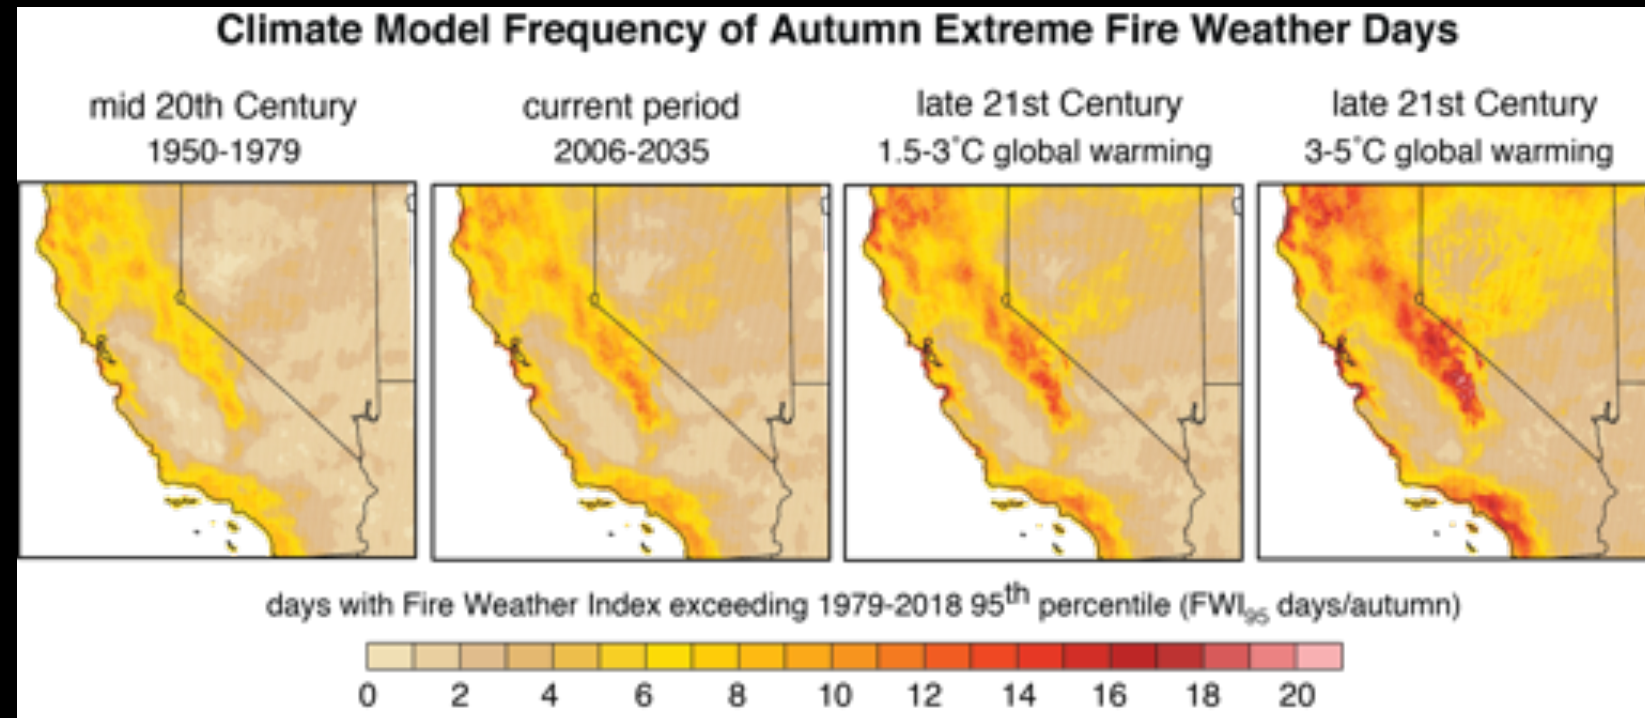 Climate Model Frequency of Autumn Extreme Fire Weather Days
mid 20th Century
1950-1979
current period
2006-2035
late 21st Century
1.5-3°C global warming
late 21st Century
3-5°C global warming
days with Fire Weather Index exceeding 1979-2018 95th percentile (FWI95 days/autumn)
0 2 4 6 8 10 12 14 16 18 20